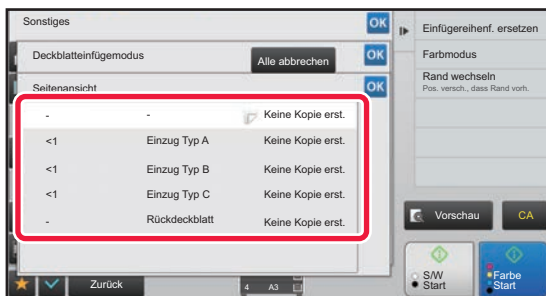 Sonstiges
OK
Deckblatteinfügemodus
Alle abbrechen
OK
Seitenansicht
OK
- - Keine Kopie erst.
<1 Einzug Typ A Keine Kopie erst.
<1 Einzug Typ B Keine Kopie erst.
<1 Einzug Typ C Keine Kopie erst.
- Rückdeckblatt Keine Kopie erst.
Zurück
4 A3
Einfügereihenf. ersetzen
Farbmodus
Rand wechseln
Pos. versch., dass Rand vorh.
Vorschau
CA
S/W
Start
Farbe
Start